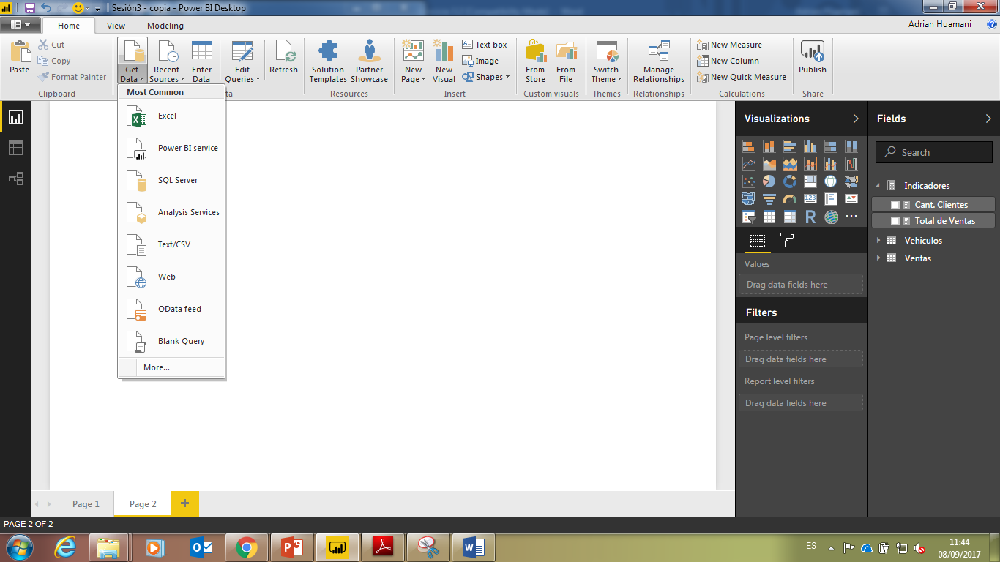 Sesión3 - copia - Power BI Desktop
Home View Modeling
Adrian Huamani
Paste
Cut
Copy
Format Painter
Clipboard
Get Data
Recent Sources
Enter Data
Edit Queries
Refresh
Solution Templates
Partner Showcase
Resources
New Page
New Visual
Text box
Image
Shapes
Insert
From Store
From File
Custom visuals
Switch Theme
Themes
Manage Relationships
Relationships
New Measure
New Column
New Quick Measure
Calculations
Publish
Share
Most Common
Excel
Power BI service
SQL Server
Analysis Services
Text/CSV
Web
OData feed
Blank Query
More...
Visualizations
123
R
Values
Drag data fields here
Filters
Page level filters
Drag data fields here
Report level filters
Drag data fields here
Fields
Search
Indicadores
Cant. Clientes
Total de Ventas
Vehiculos
Ventas
Page 1 Page 2 +
PAGE 2 OF 2
ES
11:44
08/09/2017